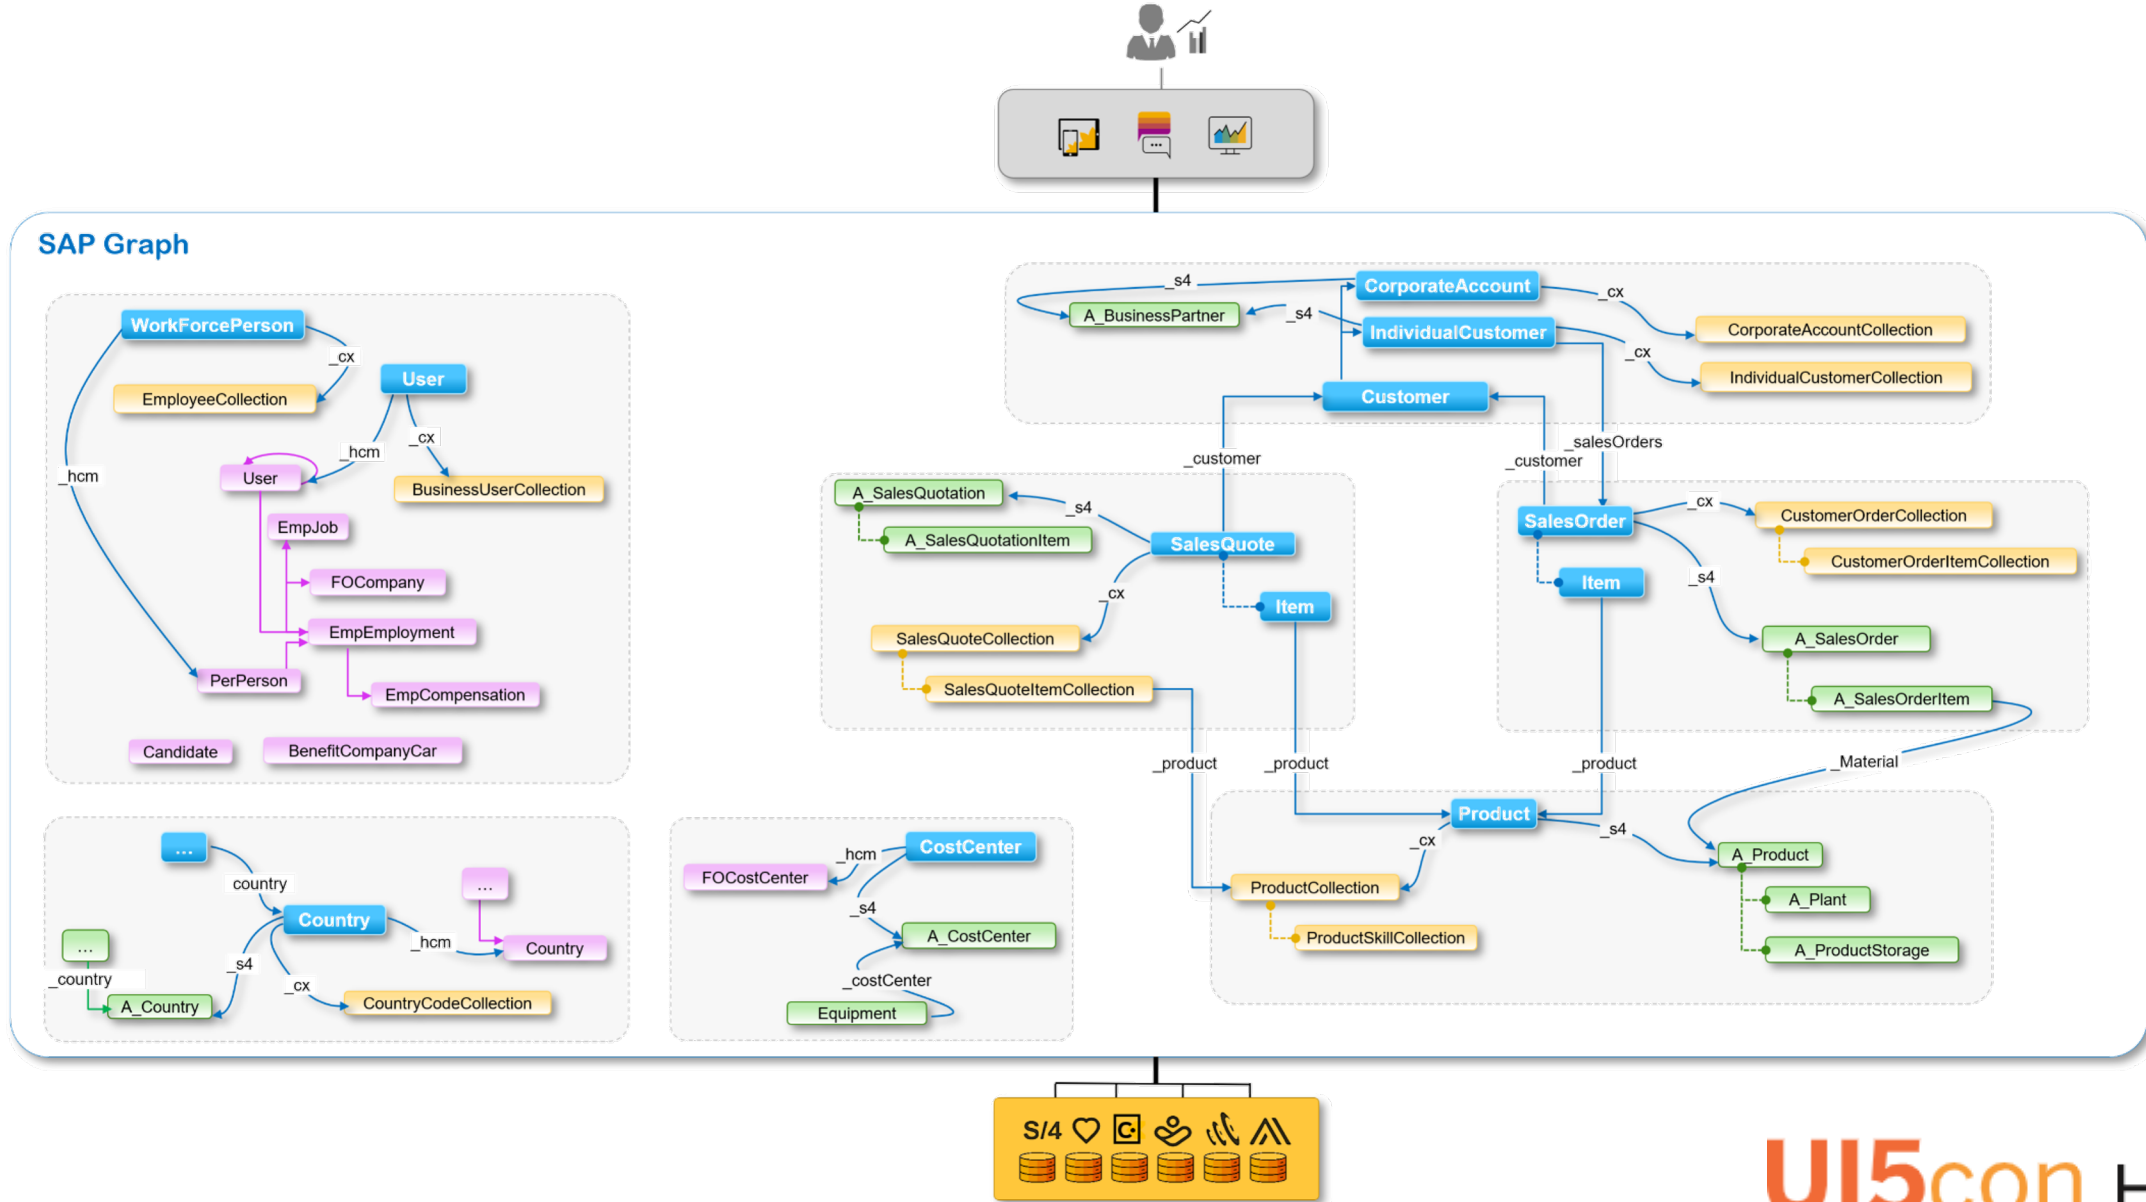 SAP Graph
WorkForcePerson
_cx
EmployeeCollection
User
_hcm
_cx
_hcm
User
BusinessUserCollection
EmpJob
FOCompany
EmpEmployment
PerPerson
EmpCompensation
Candidate
BenefitCompanyCar
_s4
CorporateAccount
_cx
A_BusinessPartner
_s4
IndividualCustomer
CorporateAccountCollection
_cx
IndividualCustomerCollection
Customer
_salesOrders
_customer
_customer
A_SalesQuotation
_s4
A_SalesQuotationItem
SalesQuote
_cx
Item
SalesQuoteCollection
SalesQuoteItemCollection
SalesOrder
_cx
CustomerOrderCollection
CustomerOrderItemCollection
Item
_s4
A_SalesOrder
A_SalesOrderItem
_product
_product
_product
_Material
...
country
Country
...
_hcm
Country
...
_country
_s4
A_Country
_cx
CountryCodeCollection
CostCenter
_hcm
FOCostCenter
_s4
A_CostCenter
_costCenter
Equipment
Product
_cx
_s4
A_Product
ProductCollection
A_Plant
ProductSkillCollection
A_ProductStorage
S/4
UI5con